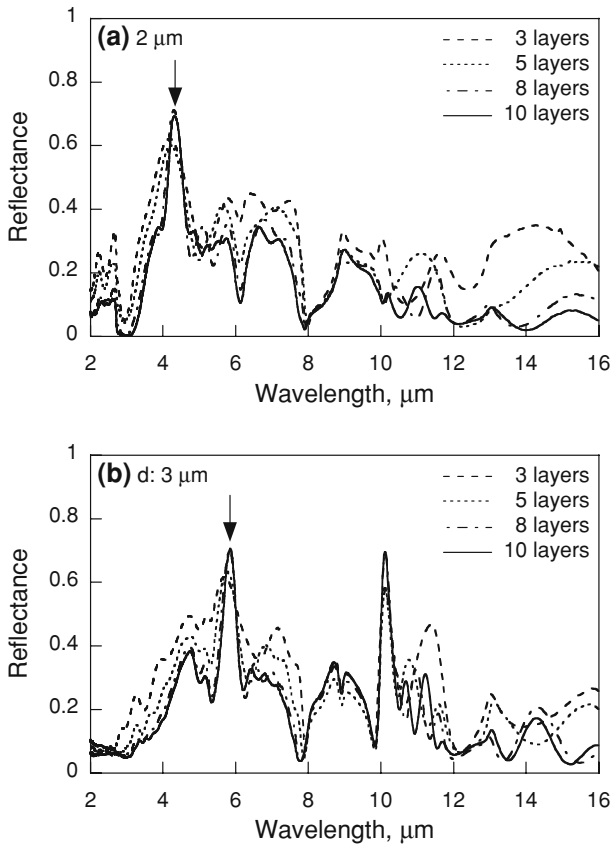 (a) 2 μm
3 layers
5 layers
8 layers
10 layers
1
0.8
0.6
0.4
0.2
0
Reflectance
2 4 6 8 10 12 14 16
Wavelength, μm
(b) d: 3 μm
3 layers
5 layers
8 layers
10 layers
1
0.8
0.6
0.4
0.2
0
Reflectance
2 4 6 8 10 12 14 16
Wavelength, μm